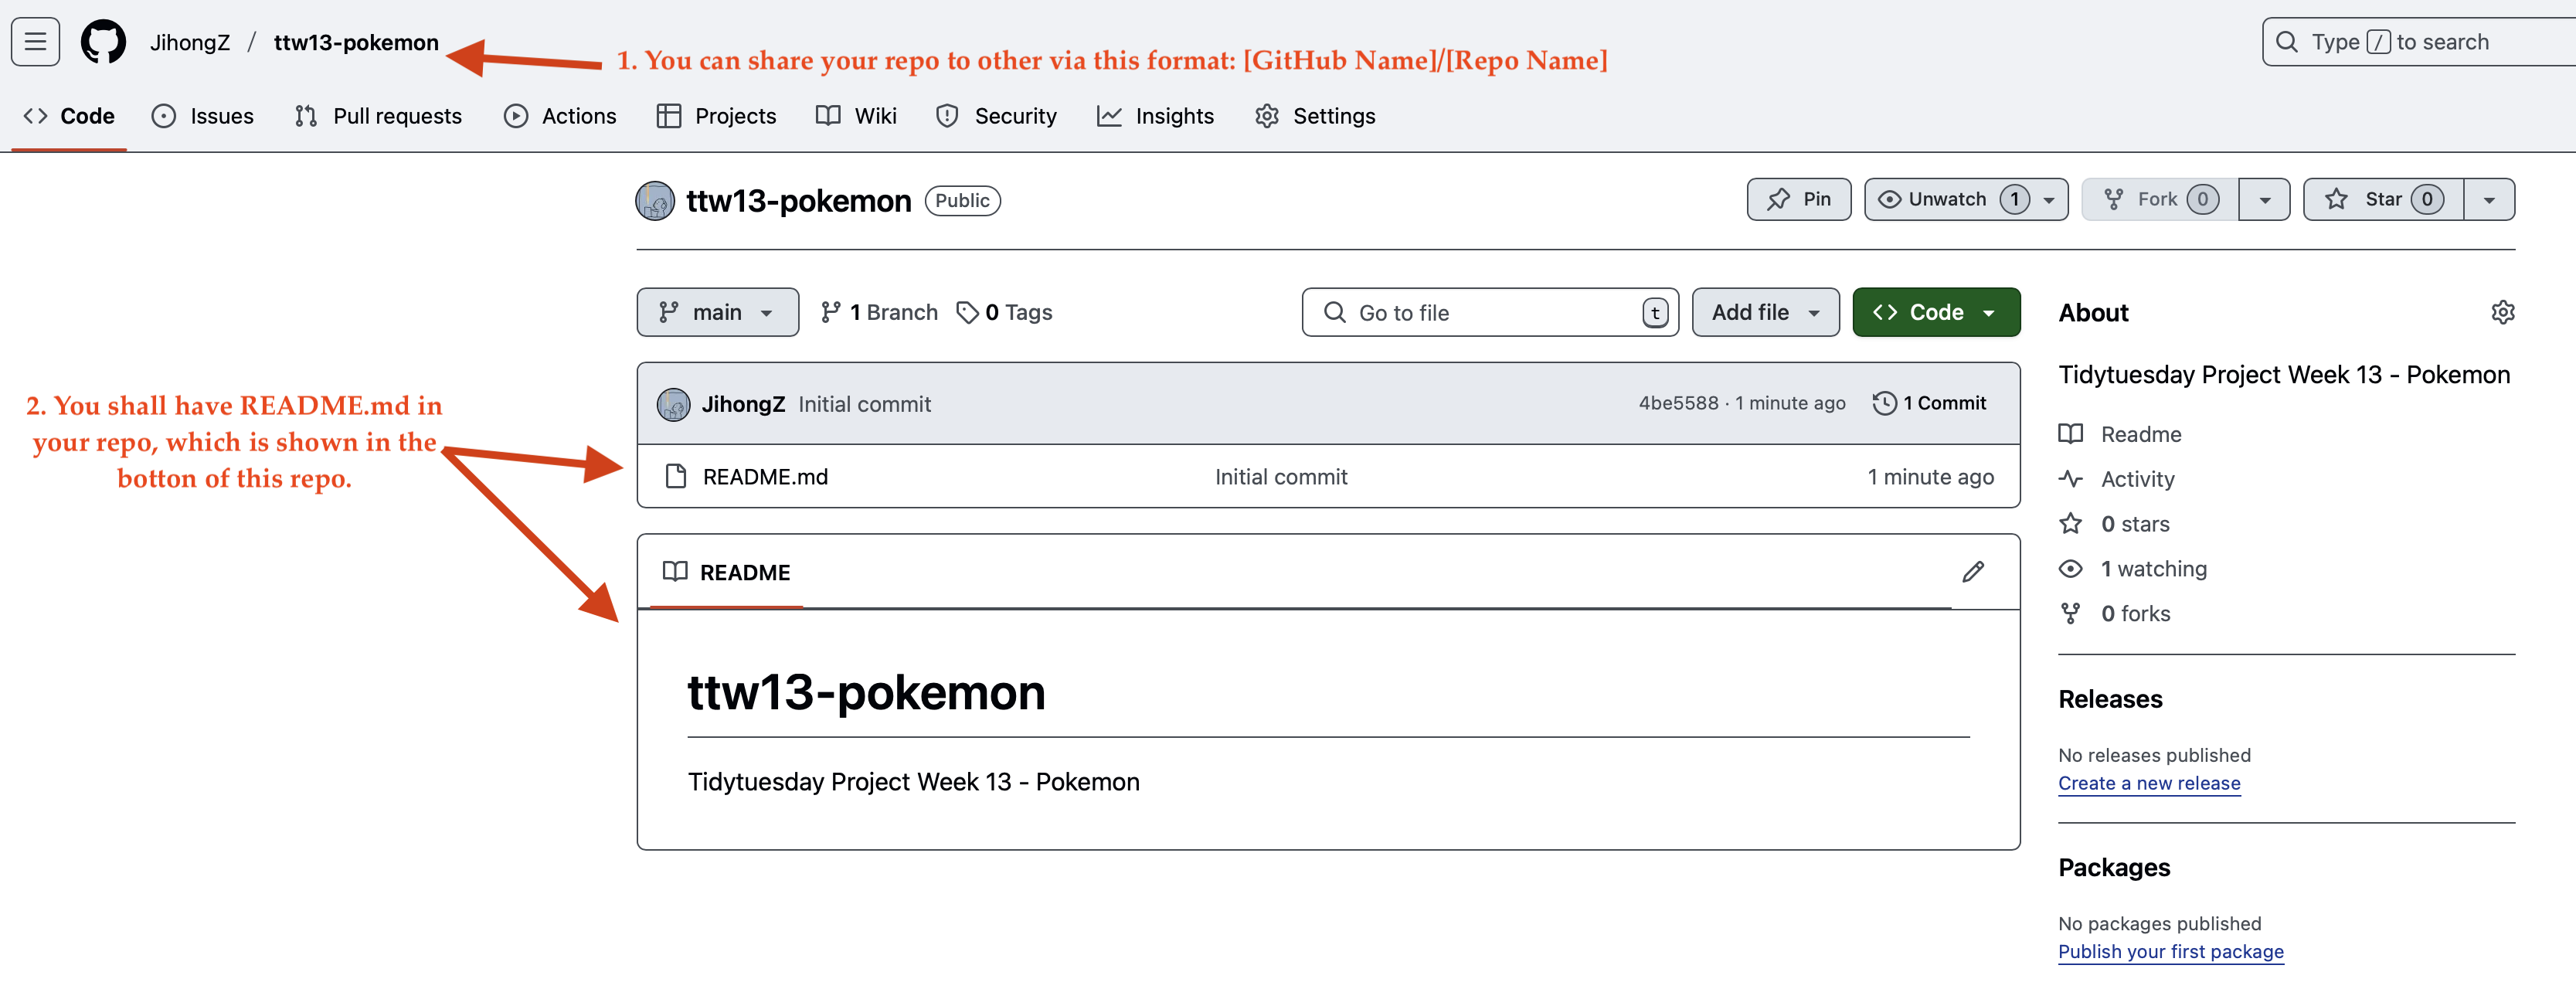 JihongZ / ttw13-pokemon
1. You can share your repo to other via this format: [GitHub Name]/[Repo Name]
Type / to search
Code Issues Pull requests Actions Projects Wiki Security Insights Settings
ttw13-pokemon Public
Pin Unwatch 1 Fork 0 Star 0
main 1 Branch 0 Tags Go to file t Add file Code
About
Tidytuesday Project Week 13 - Pokemon
2. You shall have README.md in
your repo, which is shown in the
botton of this repo.
JihongZ Initial commit 4be5588 · 1 minute ago 1 Commit
README.md Initial commit 1 minute ago
Readme
Activity
0 stars
1 watching
0 forks
README
ttw13-pokemon
Tidytuesday Project Week 13 - Pokemon
Releases
No releases published
Create a new release
Packages
No packages published
Publish your first package